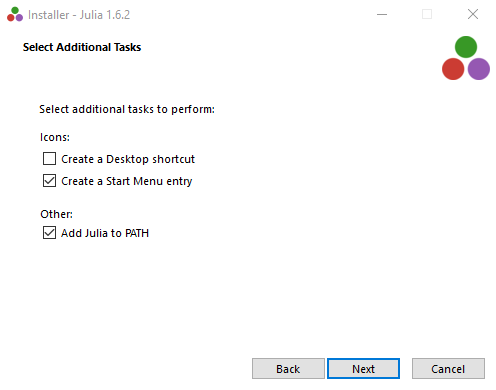 Installer - Julia 1.6.2
Select Additional Tasks
Select additional tasks to perform:
Icons:
Create a Desktop shortcut
Create a Start Menu entry
Other:
Add Julia to PATH
Back Next Cancel